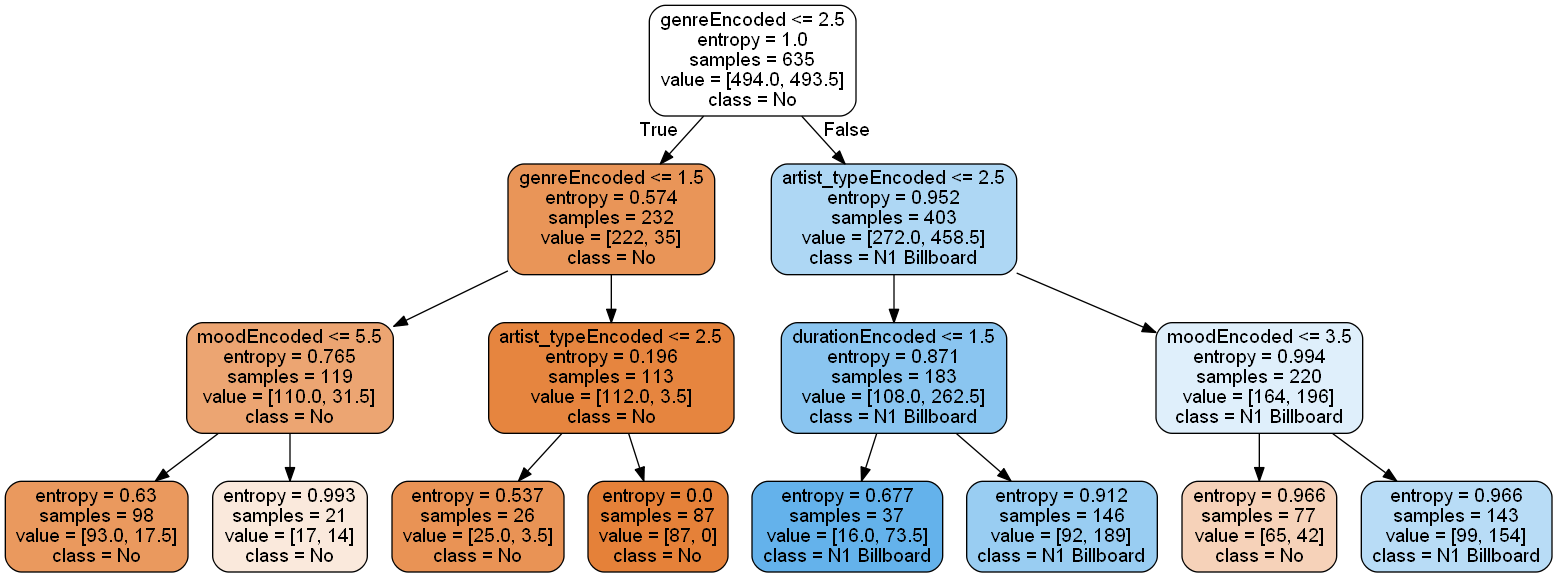 genreEncoded <= 2.5
entropy = 1.0
samples = 635
value = [494.0, 493.5]
class = No
True
False
genreEncoded <= 1.5
entropy = 0.574
samples = 232
value = [222, 35]
class = No
artist_typeEncoded <= 2.5
entropy = 0.952
samples = 403
value = [272.0, 458.5]
class = N1 Billboard
moodEncoded <= 5.5
entropy = 0.765
samples = 119
value = [110.0, 31.5]
class = No
artist_typeEncoded <= 2.5
entropy = 0.196
samples = 113
value = [112.0, 3.5]
class = No
durationEncoded <= 1.5
entropy = 0.871
samples = 183
value = [108.0, 262.5]
class = N1 Billboard
moodEncoded <= 3.5
entropy = 0.994
samples = 220
value = [164, 196]
class = N1 Billboard
entropy = 0.63
samples = 98
value = [93.0, 17.5]
class = No
entropy = 0.993
samples = 21
value = [17, 14]
class = No
entropy = 0.537
samples = 26
value = [25.0, 3.5]
class = No
entropy = 0.0
samples = 87
value = [87, 0]
class = No
entropy = 0.677
samples = 37
value = [16.0, 73.5]
class = N1 Billboard
entropy = 0.912
samples = 146
value = [92, 189]
class = N1 Billboard
entropy = 0.966
samples = 77
value = [65, 42]
class = No
entropy = 0.966
samples = 143
value = [99, 154]
class = N1 Billboard